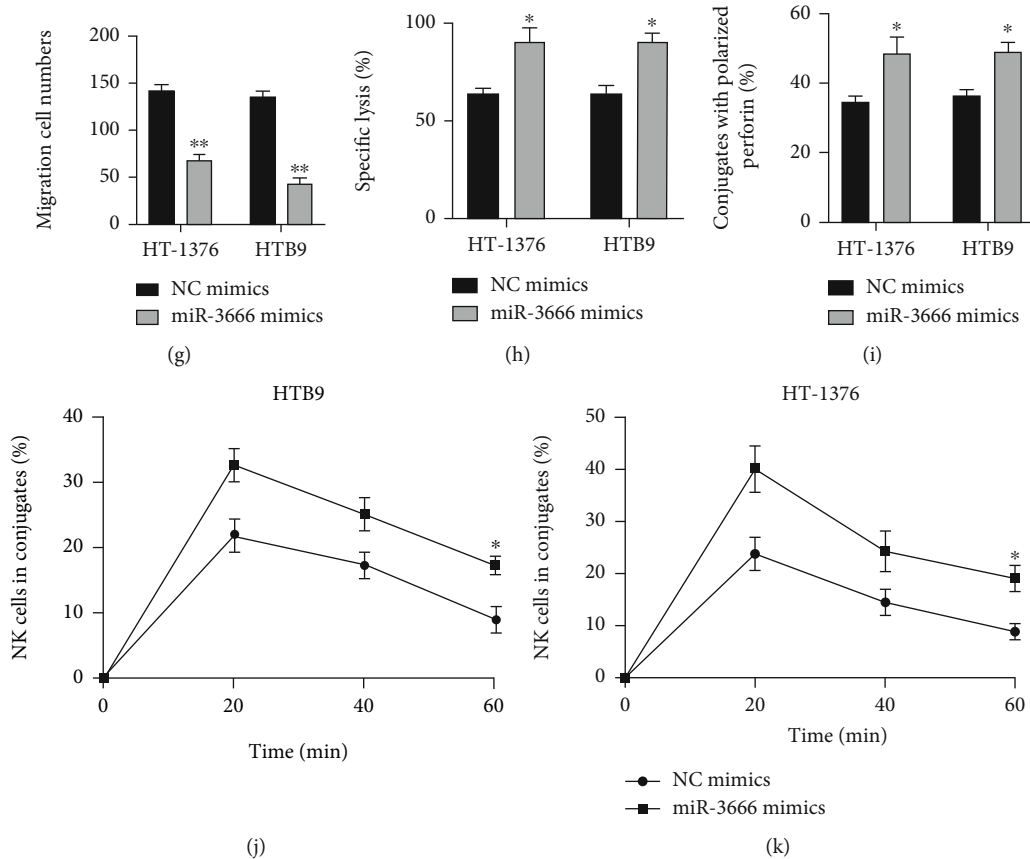 Migration cell numbers
200
150
100
50
0
** **
HT-1376 HTB9
NC mimics
miR-3666 mimics
(g)
Specific lysis (%)
100
50
0
* *
HT-1376 HTB9
NC mimics
miR-3666 mimics
(h)
Conjugates with polarized
perforin (%)
60
40
20
0
* *
HT-1376 HTB9
NC mimics
miR-3666 mimics
(i)
HTB9
NK cells in conjugates (%)
40
30
20
10
0
*
0 20 40 60
Time (min)
(j)
HT-1376
NK cells in conjugates (%)
50
40
30
20
10
0
*
0 20 40 60
Time (min)
NC mimics
miR-3666 mimics
(k)